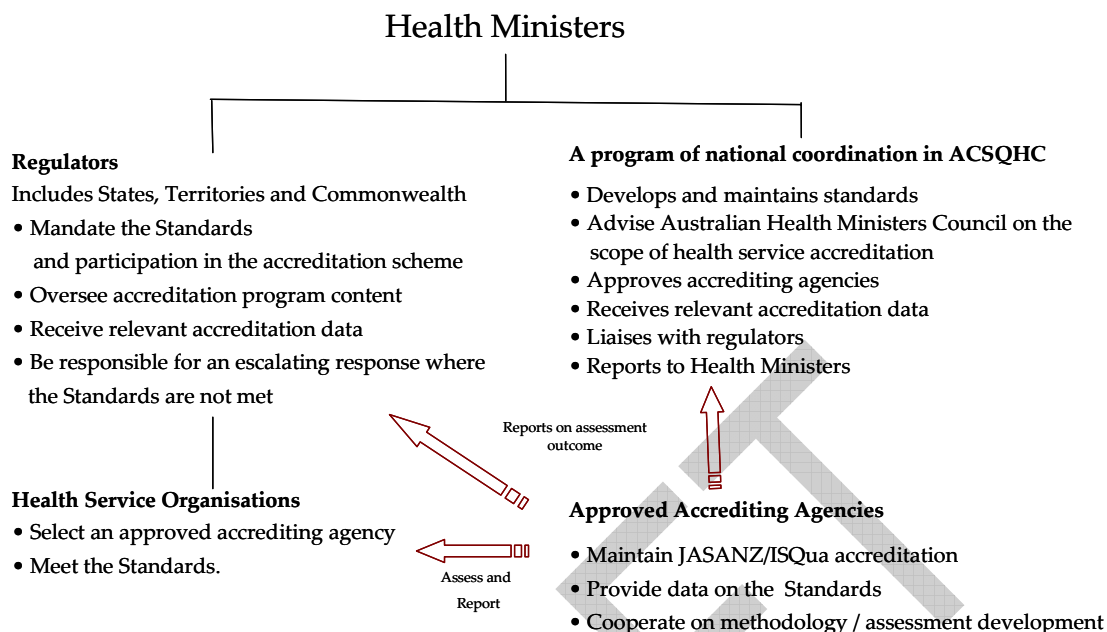 Health Ministers
Regulators
Includes States, Territories and Commonwealth
• Mandate the Standards
and participation in the accreditation scheme
• Oversee accreditation program content
• Receive relevant accreditation data
• Be responsible for an escalating response where
the Standards are not met
A program of national coordination in ACSQHC
• Develops and maintains standards
• Advise Australian Health Ministers Council on the
scope of health service accreditation
• Approves accrediting agencies
• Receives relevant accreditation data
• Liaises with regulators
• Reports to Health Ministers
Reports on assessment
outcome
Health Service Organisations
• Select an approved accrediting agency
• Meet the Standards.
Assess and
Report
Approved Accrediting Agencies
• Maintain JASANZ/ISQua accreditation
• Provide data on the Standards
• Cooperate on methodology / assessment development